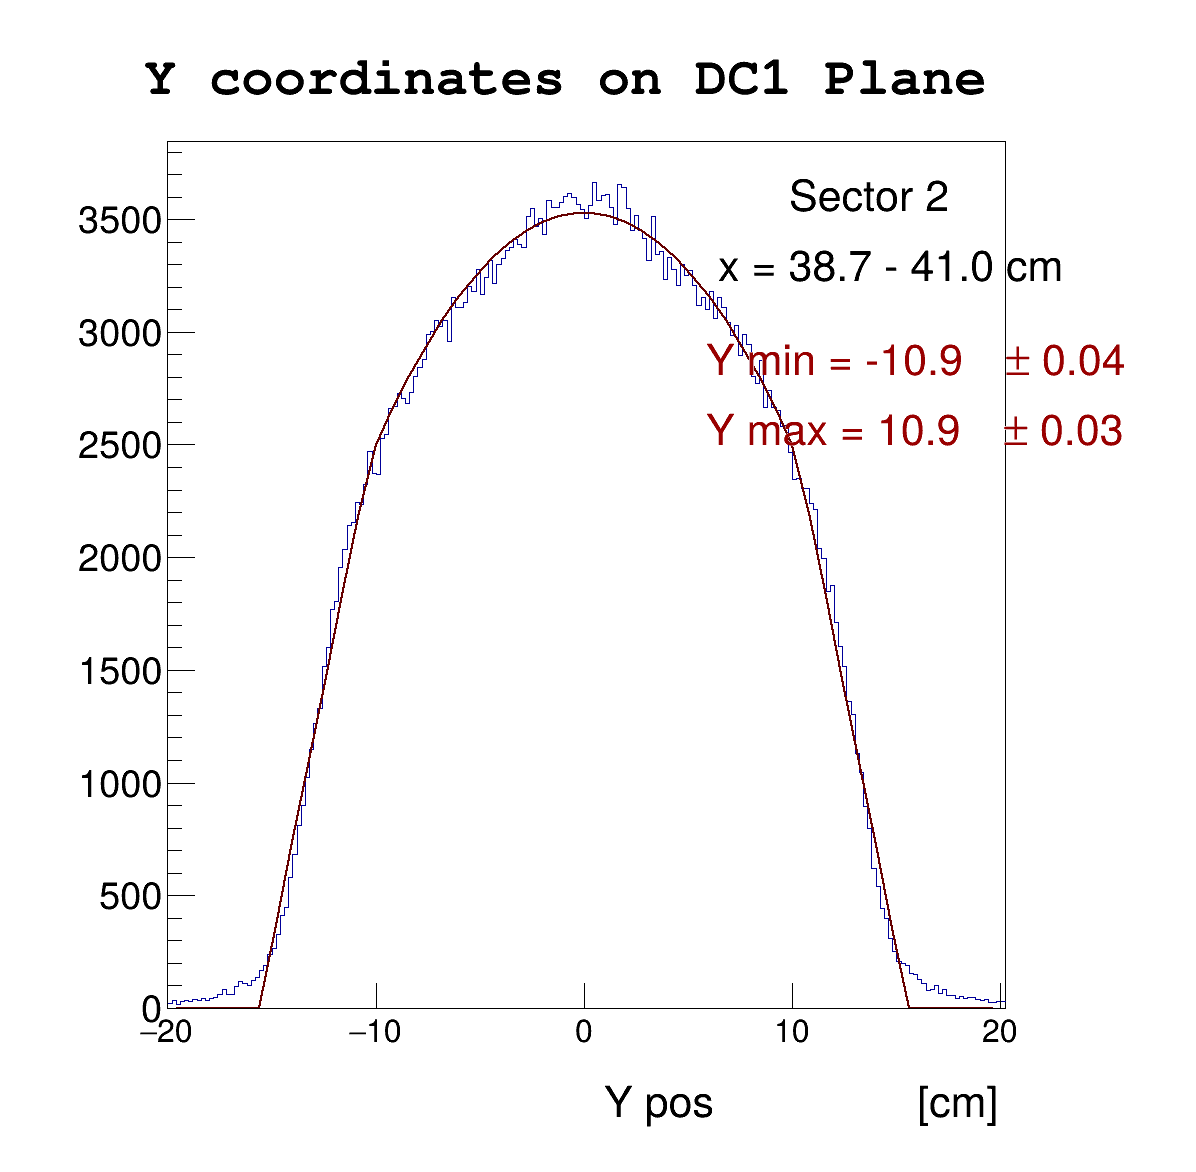 Y coordinates on DC1 Plane
Sector 2
x = 38.7 - 41.0 cm
Y min = -10.9 ± 0.04
Y max = 10.9 ± 0.03
3500
3000
2500
2000
1500
1000
500
0
−20 −10 0 10 20
Y pos [cm]